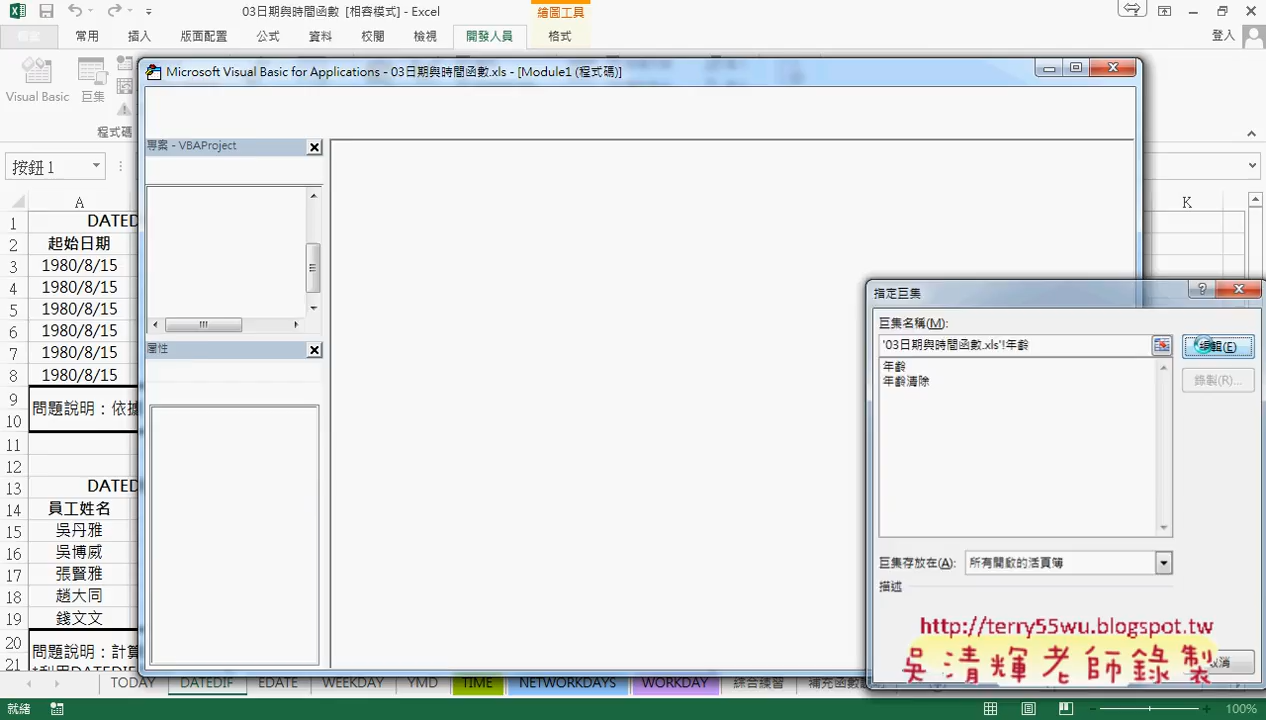 03日期與時間函數 [相容模式] - Excel
繪圖工具
常用
插入
版面配置
公式
資料
校閱
檢視
開發人員
格式
登入
Visual Basic
巨集
程式碼
Microsoft Visual Basic for Applications - 03日期與時間函數.xls - [Module1 (程式碼)]
專案 - VBAProject
屬性
按鈕 1
A
K
1
DATED
2
起始日期
3
1980/8/15
4
1980/8/15
5
1980/8/15
6
1980/8/15
7
1980/8/15
8
1980/8/15
9
問題說明：依據
10
11
12
13
DATED
14
員工姓名
15
吳丹雅
16
吳博威
17
張賢雅
18
趙大同
19
錢文文
20
問題說明：計算
21
*利用DATEDIF
指定巨集
巨集名稱(M):
'03日期與時間函數.xls'!年齡
編輯(E)
年齡
年齡清除
錄製(R)...
巨集存放在(A):
所有開啟的活頁簿
描述
取消
http://terry55wu.blogspot.tw
吳清輝老師錄製
TODAY
DATEDIF
EDATE
WEEKDAY
YMD
TIME
NETWORKDAYS
WORKDAY
綜合練習
補充函數
就緒
100%